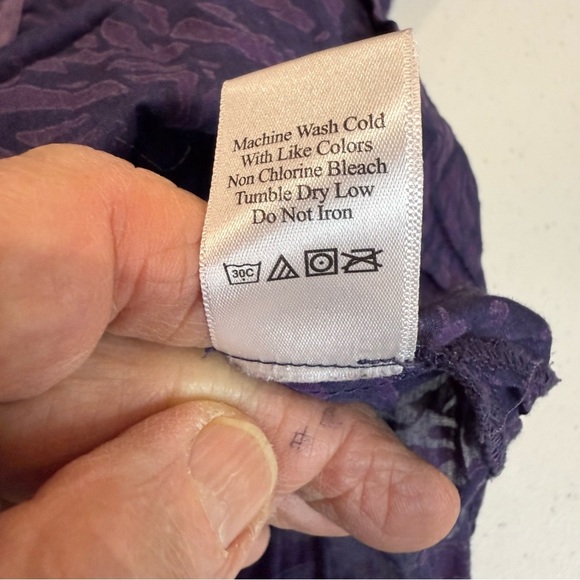 Machine Wash Cold
With Like Colors
Non Chlorine Bleach
Tumble Dry Low
Do Not Iron
30C